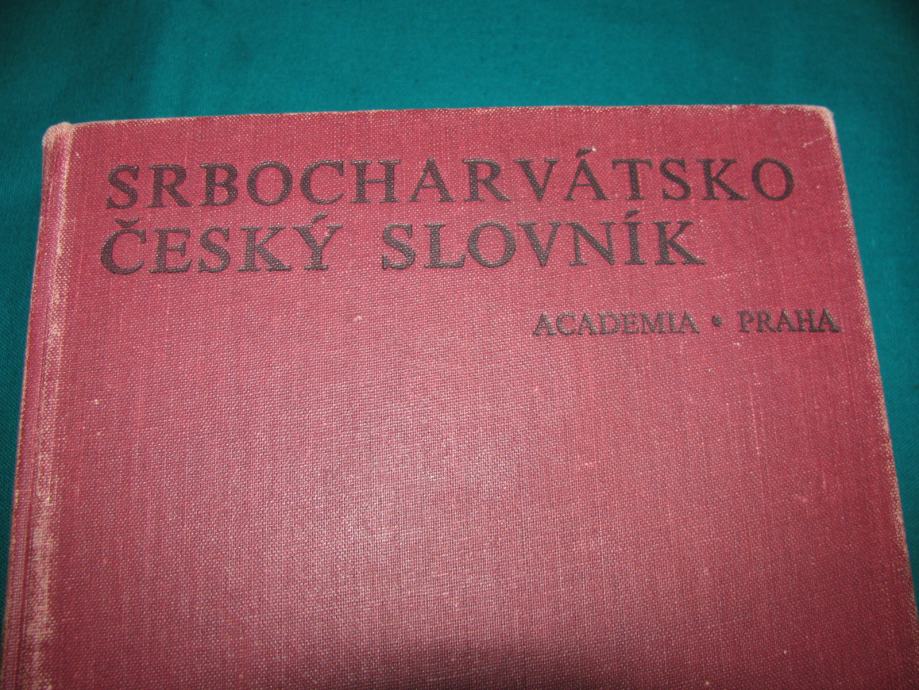 SRBOCHARVÁTSKO
ČESKÝ SLOVNÍK
ACADEMIA • PRAHA